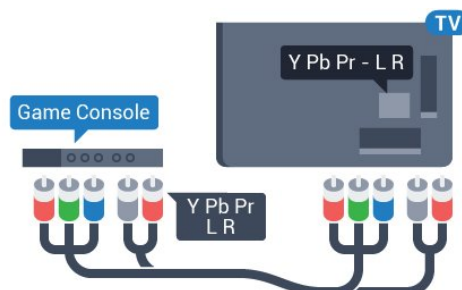 TV
Y Pb Pr - L R
Game Console
Y Pb Pr
L R